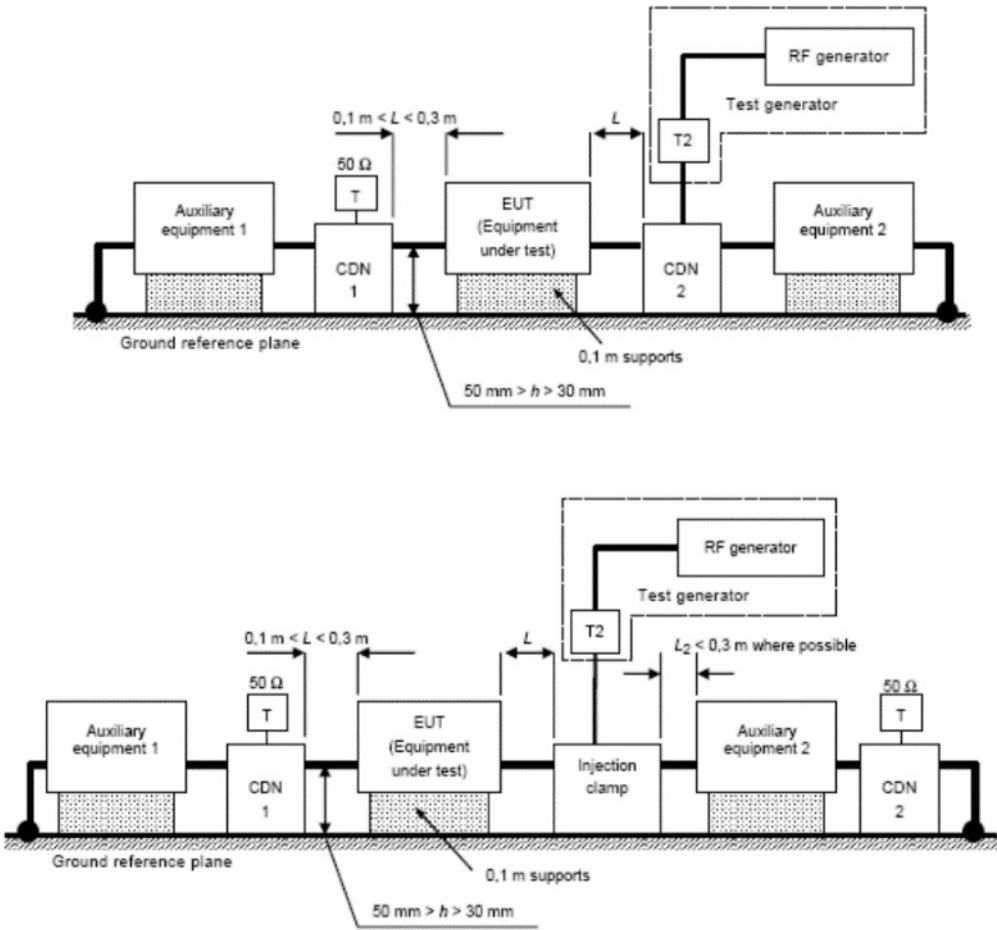 RF generator
Test generator
T2
0,1 m < L < 0,3 m
L
50 Ω
T
Auxiliary
equipment 1
CDN
1
EUT
(Equipment
under test)
CDN
2
Auxiliary
equipment 2
Ground reference plane
0,1 m supports
50 mm > h > 30 mm
RF generator
Test generator
T2
0,1 m < L < 0,3 m
L
L2 < 0,3 m where possible
50 Ω
T
50 Ω
T
Auxiliary
equipment 1
CDN
1
EUT
(Equipment
under test)
Injection
clamp
Auxiliary
equipment 2
CDN
2
Ground reference plane
0,1 m supports
50 mm > h > 30 mm